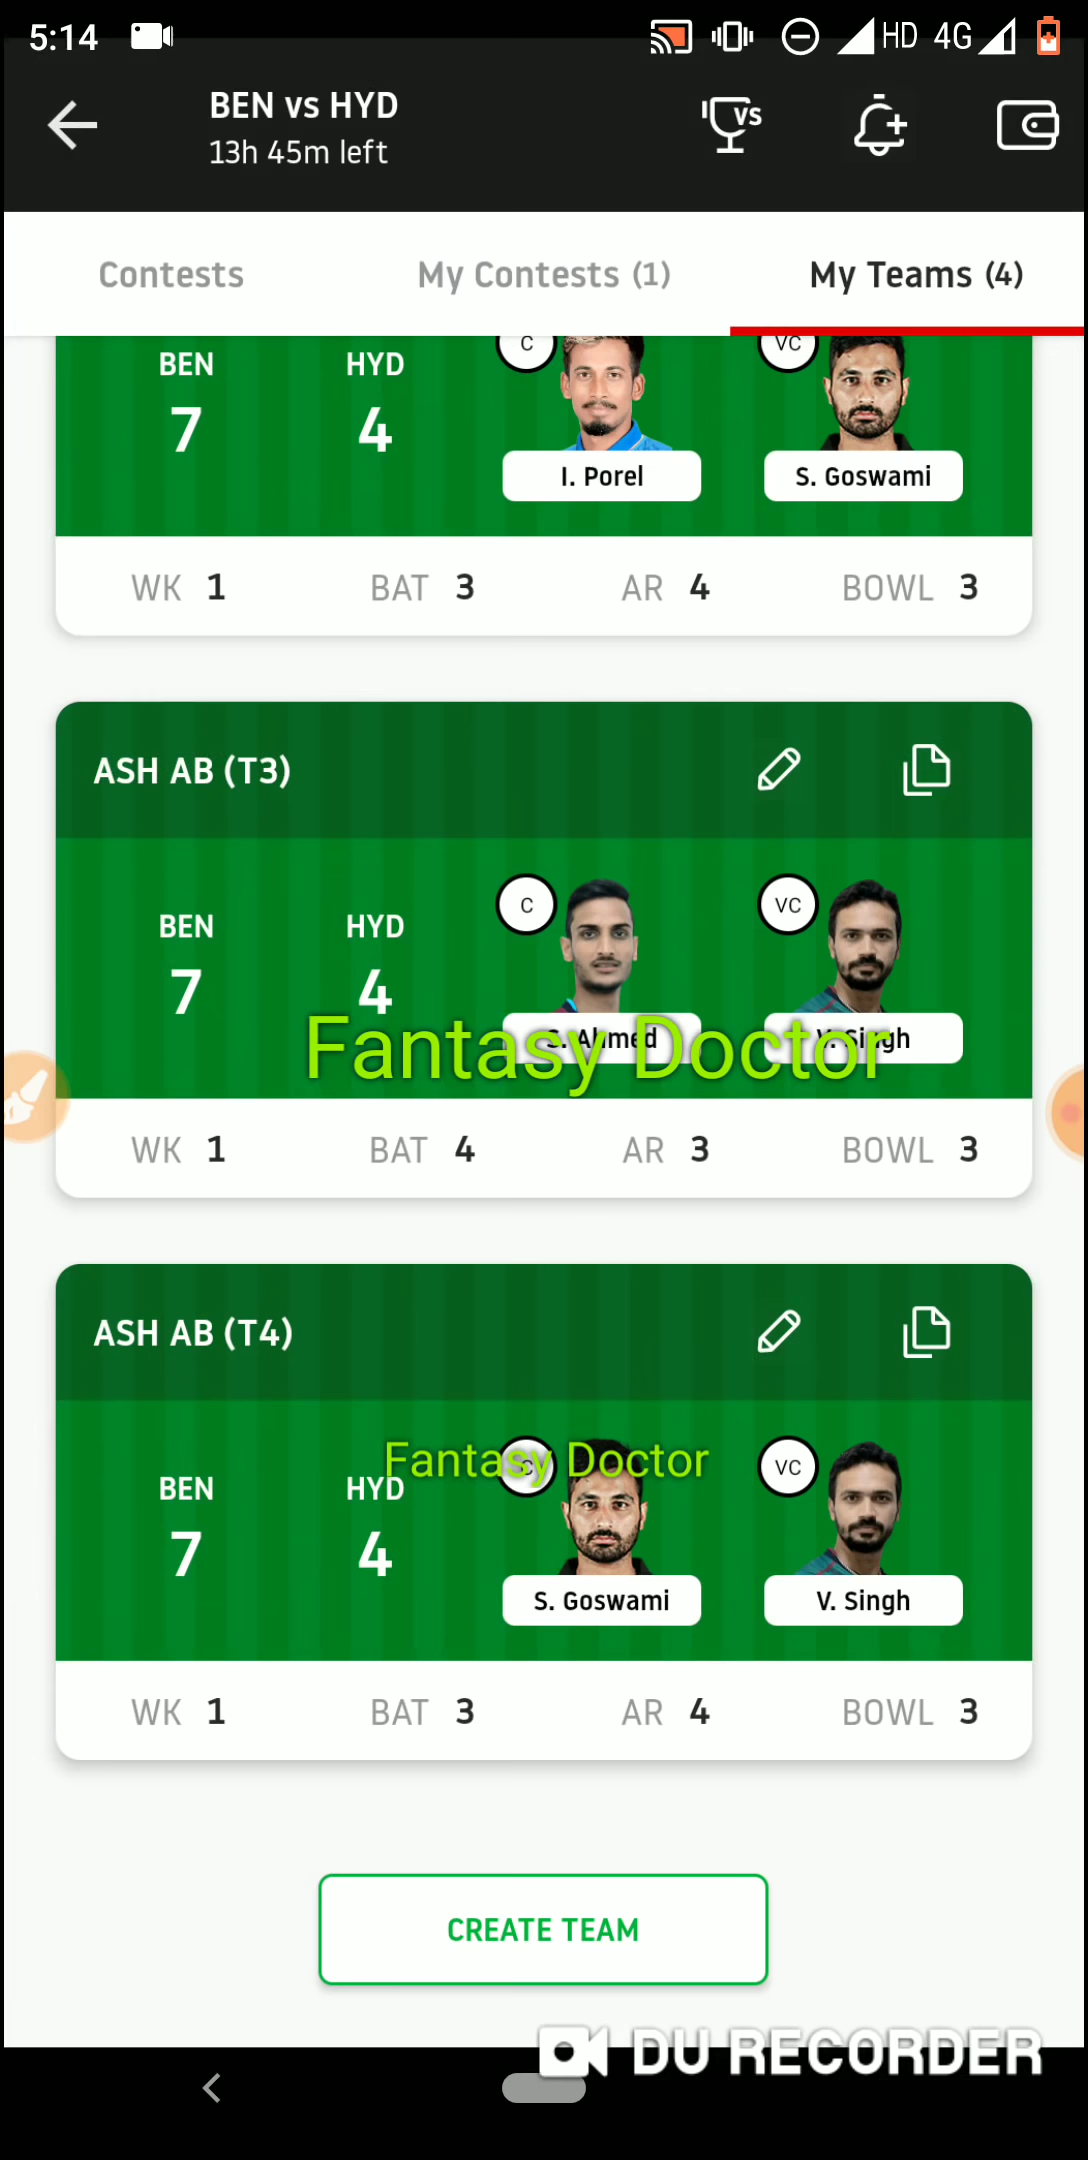 5:14 HD 4G
BEN vs HYD
13h 45m left
VS
Contests My Contests (1) My Teams (4)
C VC
BEN HYD
7 4
I. Porel S. Goswami
WK 1 BAT 3 AR 4 BOWL 3
ASH AB (T3)
C VC
BEN HYD
7 4
S. Ahmed V. Singh
Fantasy Doctor
WK 1 BAT 4 AR 3 BOWL 3
ASH AB (T4)
Fantasy Doctor
C VC
BEN HYD
7 4
S. Goswami V. Singh
WK 1 BAT 3 AR 4 BOWL 3
CREATE TEAM
DU RECORDER